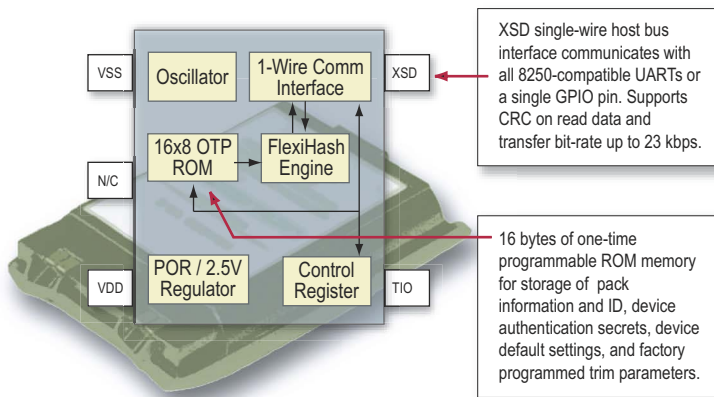 VSS
Oscillator
1-Wire Comm
Interface
XSD
XSD single-wire host bus
interface communicates with
all 8250-compatible UARTs or
a single GPIO pin. Supports
CRC on read data and
transfer bit-rate up to 23 kbps.
N/C
16x8 OTP
ROM
FlexiHash
Engine
VDD
POR / 2.5V
Regulator
Control
Register
TIO
16 bytes of one-time
programmable ROM memory
for storage of pack
information and ID, device
authentication secrets, device
default settings, and factory
programmed trim parameters.